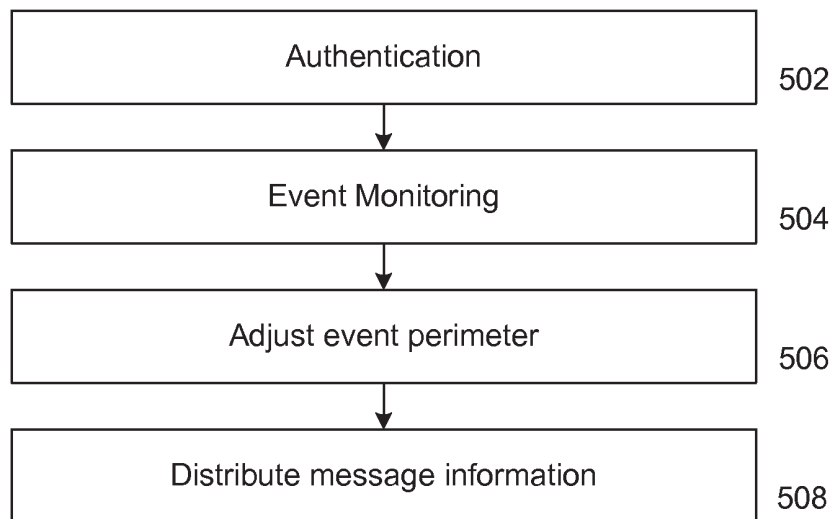 Authentication
502
Event Monitoring
504
Adjust event perimeter
506
Distribute message information
508